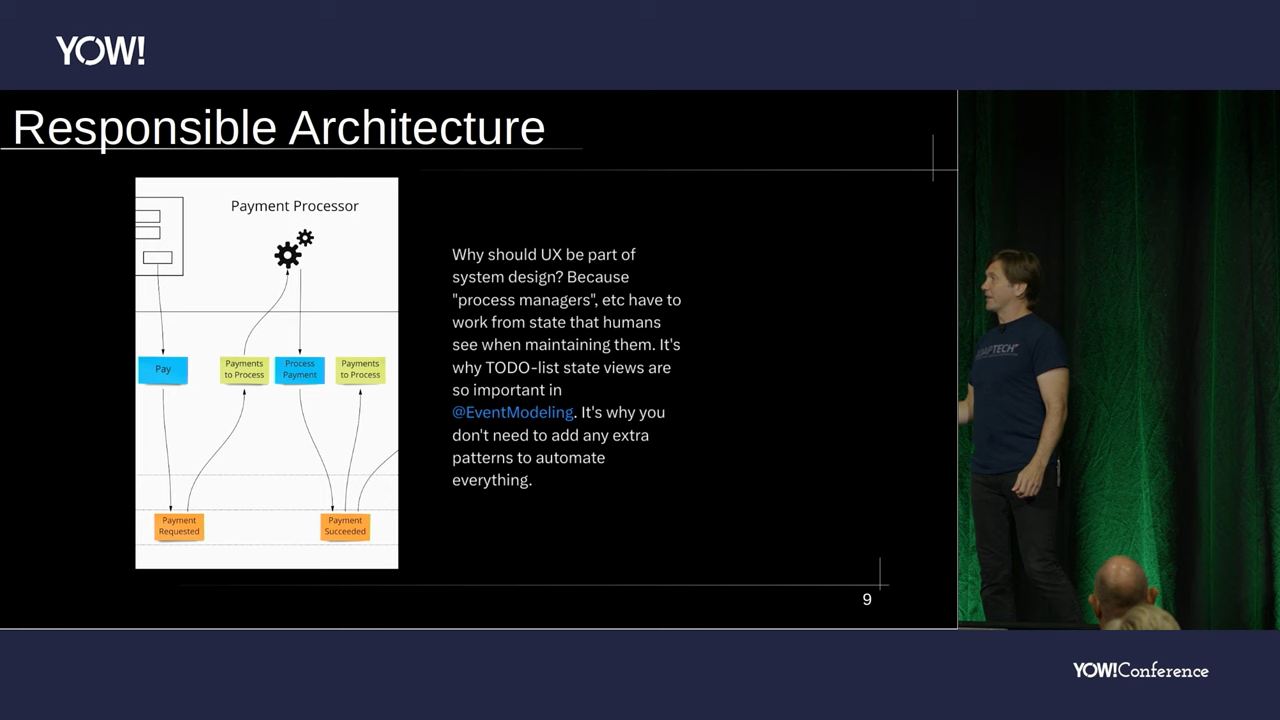 YOW!
Responsible Architecture
Payment Processor
Pay
Payments
to Process
Process
Payment
Payments
to Process
Payment
Requested
Payment
Succeeded
Why should UX be part of
system design? Because
"process managers", etc have to
work from state that humans
see when maintaining them. It's
why TODO-list state views are
so important in
@EventModeling. It's why you
don't need to add any extra
patterns to automate
everything.
9
ADAPTECH
YOW!Conference